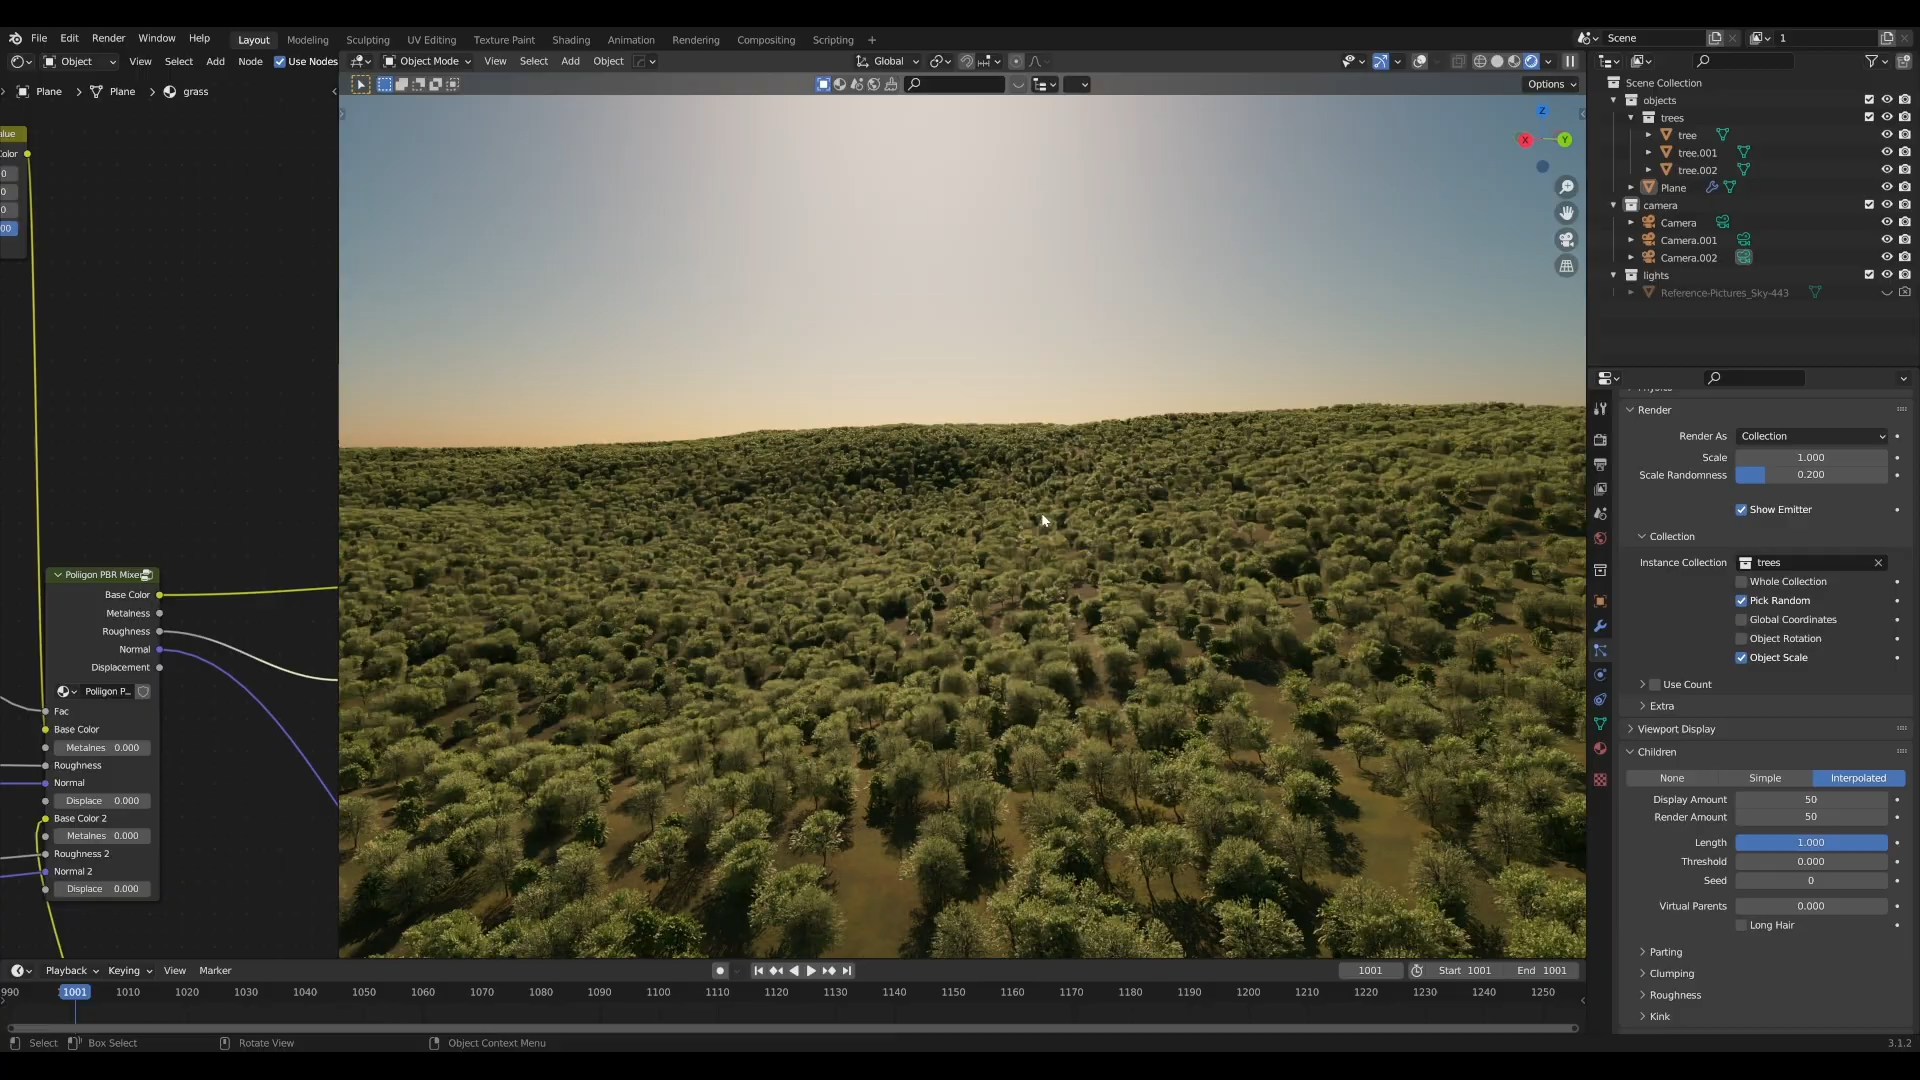 File Edit Render Window Help Layout Modeling Sculpting UV Editing Texture Paint Shading Animation Rendering Compositing Scripting + Scene 1
Object View Select Add Node Use Nodes Object Mode View Select Add Object Global
Options
Plane > Plane > grass
Color
0
0
0
00
Z
X
Y
Poliigon PBR Mixe
Base Color
Metalness
Roughness
Normal
Displacement
Poliigon P...
Fac
Base Color
Metalnes 0.000
Roughness
Normal
Displace 0.000
Base Color 2
Metalnes 0.000
Roughness 2
Normal 2
Displace 0.000
Scene Collection
objects
trees
tree
tree.001
tree.002
Plane
camera
Camera
Camera.001
Camera.002
lights
Reference-Pictures_Sky-443
Render
Render As Collection
Scale 1.000
Scale Randomness 0.200
Show Emitter
Collection
Instance Collection trees
Whole Collection
Pick Random
Global Coordinates
Object Rotation
Object Scale
Use Count
Extra
Viewport Display
Children
None Simple Interpolated
Display Amount 50
Render Amount 50
Length 1.000
Threshold 0.000
Seed 0
Virtual Parents 0.000
Long Hair
Parting
Clumping
Roughness
Kink
Playback Keying View Marker 1001 Start 1001 End 1001
990 1001 1010 1020 1030 1040 1050 1060 1070 1080 1090 1100 1110 1120 1130 1140 1150 1160 1170 1180 1190 1200 1210 1220 1230 1240 1250
Select Box Select Rotate View Object Context Menu 3.1.2